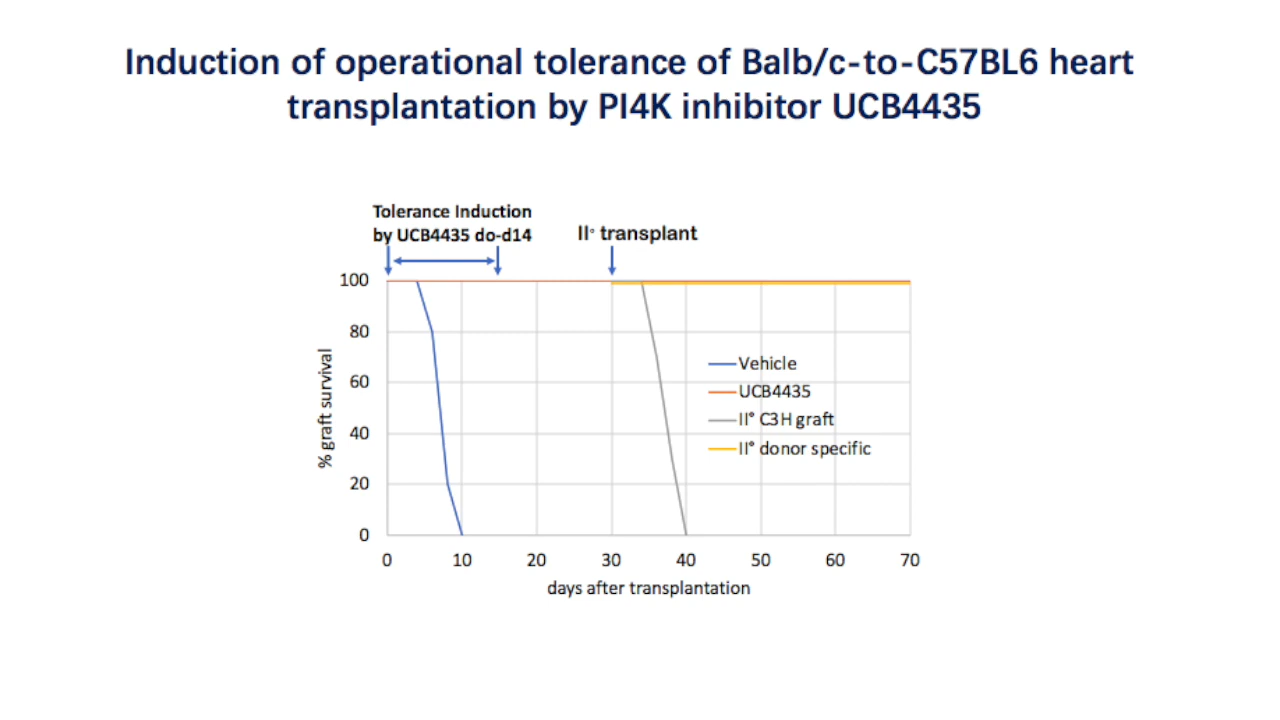 Induction of operational tolerance of Balb/c-to-C57BL6 heart
transplantation by PI4K inhibitor UCB4435
Tolerance Induction
by UCB4435 do-d14
II° transplant
100
80
60
40
20
0
% graft survival
Vehicle
UCB4435
II° C3H graft
II° donor specific
0 10 20 30 40 50 60 70
days after transplantation